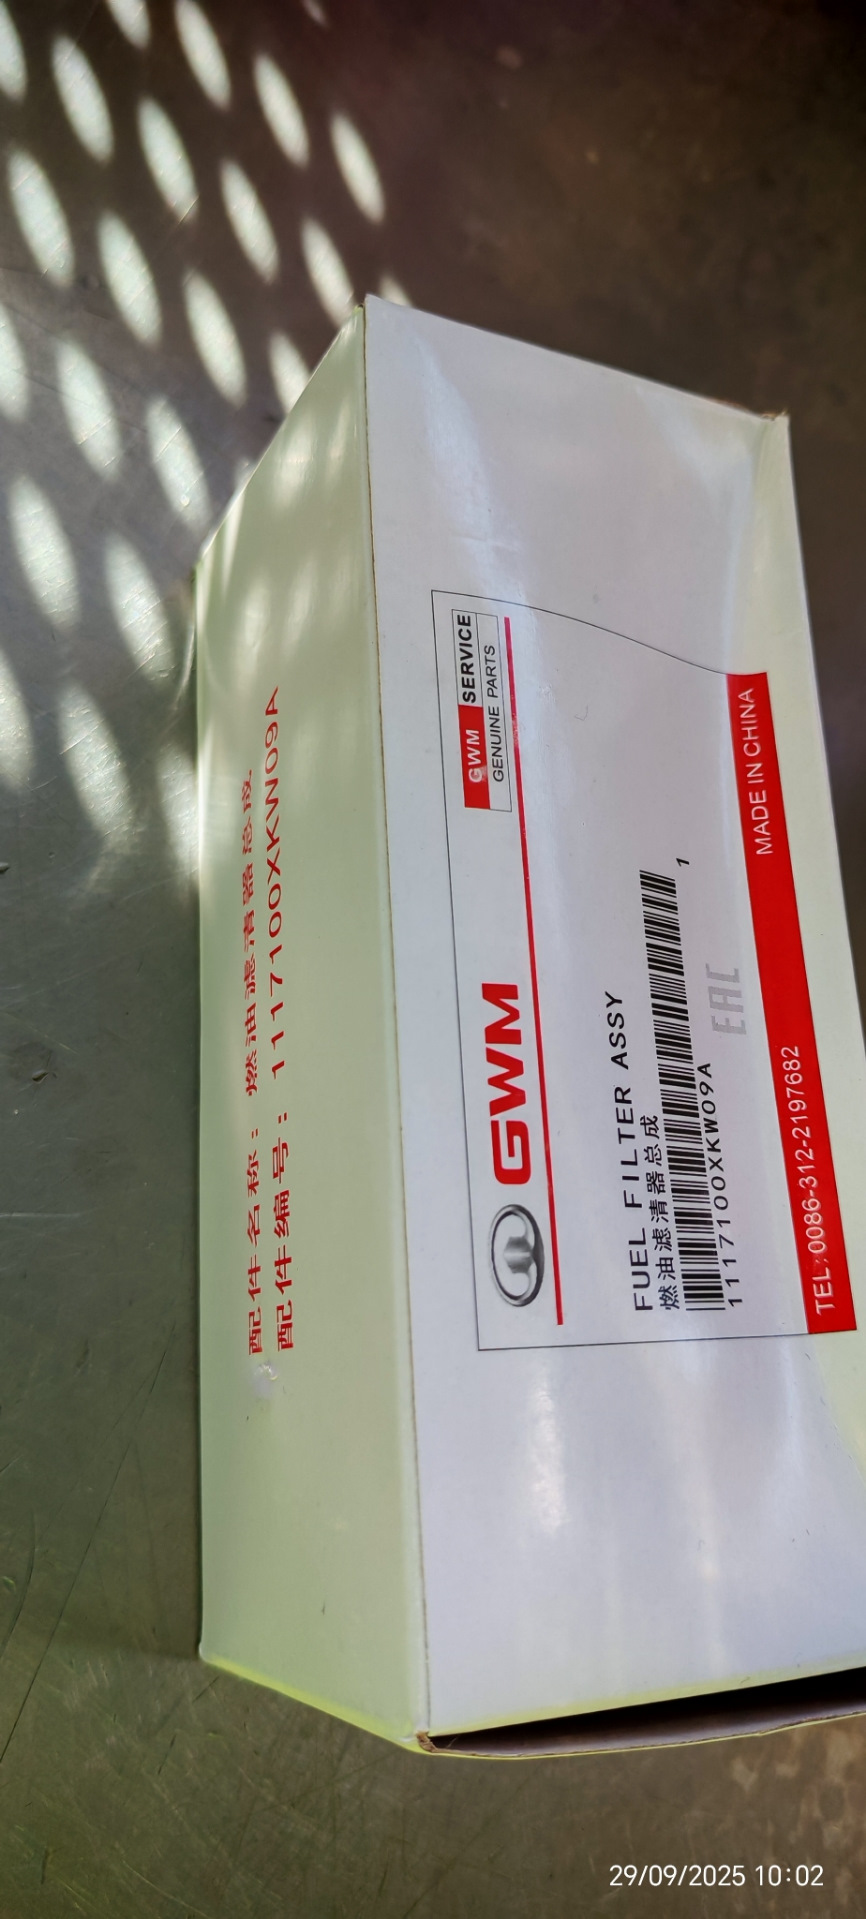 配件名称：燃油滤清器总成
配件编号：1117100XKW09A
GWM
GWM SERVICE
GENUINE PARTS
FUEL FILTER ASSY
燃油滤清器总成
1
1117100XKW09A
EAC
TEL:0086-312-2197682
MADE IN CHINA
29/09/2025 10:02